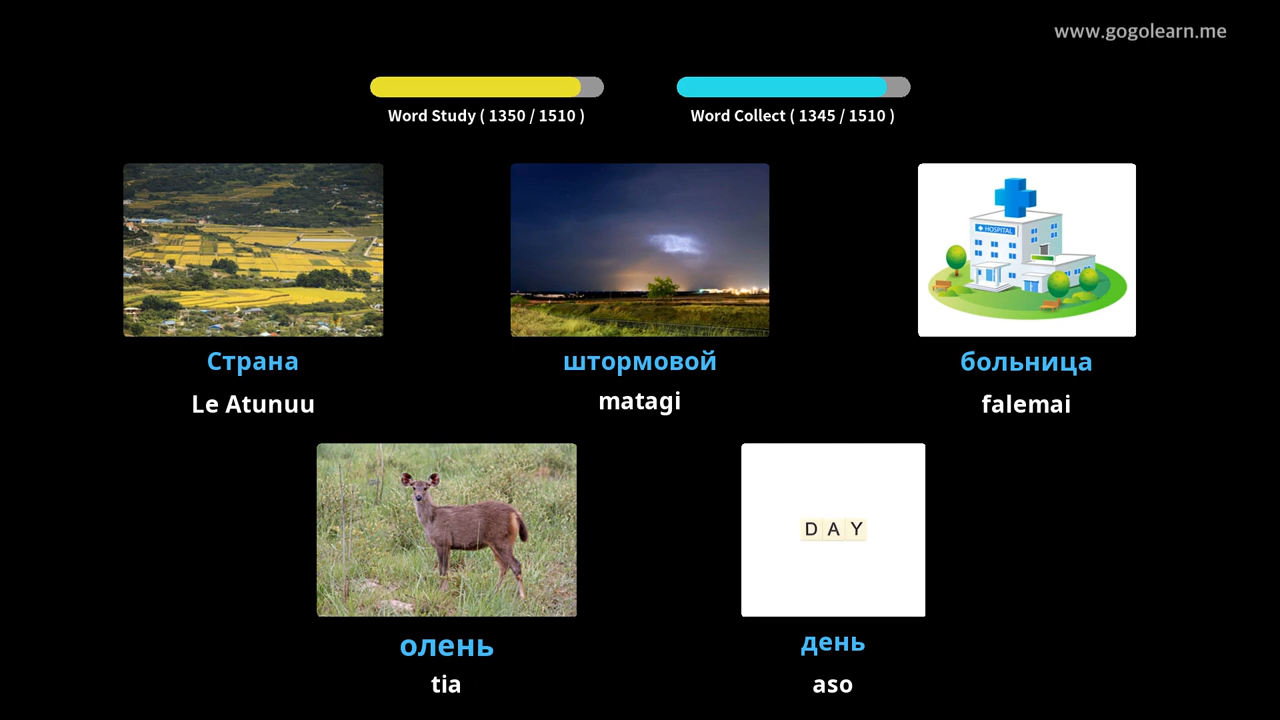 www.gogolearn.me
Word Study ( 1350 / 1510 )
Word Collect ( 1345 / 1510 )
HOSPITAL
Страна
штормовой
больница
Le Atunuu
matagi
falemai
DAY
олень
день
tia
aso